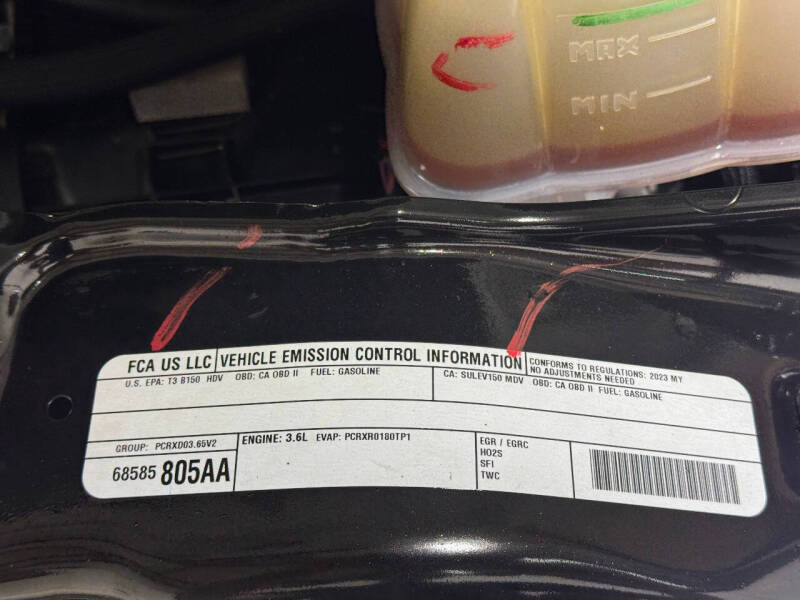 MAX
MIN
FCA US LLC VEHICLE EMISSION CONTROL INFORMATION CONFORMS TO REGULATIONS: 2023 MY
NO ADJUSTMENTS NEEDED
U.S. EPA: T3 B150 HDV OBD: CA OBD II FUEL: GASOLINE
CA: SULEV150 MDV OBD: CA OBD II FUEL: GASOLINE
GROUP: PCRXD03.65V2
68585 805AA
ENGINE: 3.6L EVAP: PCRXR0180TP1
EGR / EGRC
HO2S
SFI
TWC